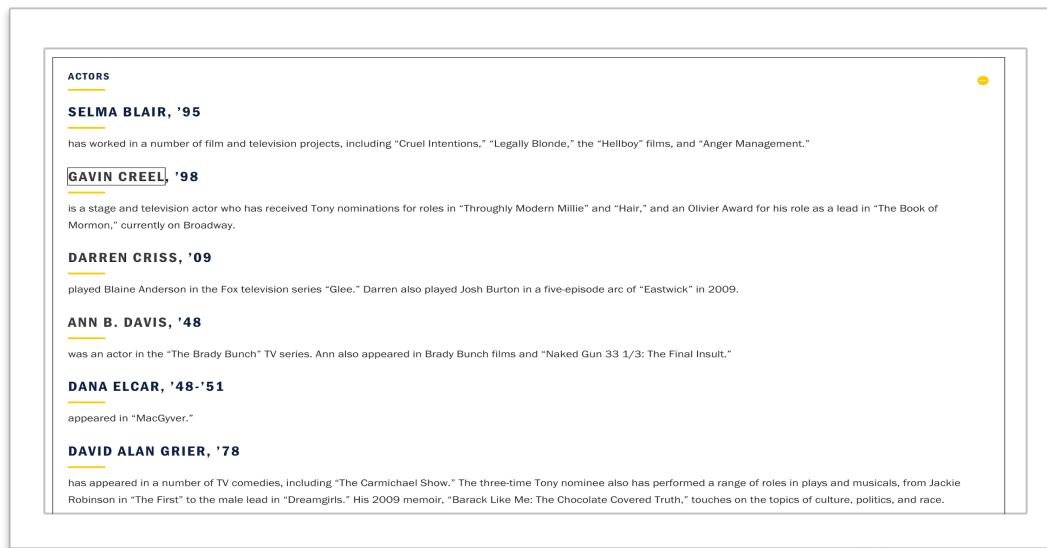 ACTORS
SELMA BLAIR, ’95
has worked in a number of film and television projects, including “Cruel Intentions,” “Legally Blonde,” the “Hellboy” films, and “Anger Management.”
GAVIN CREEL, ’98
is a stage and television actor who has received Tony nominations for roles in “Throughly Modern Millie” and “Hair,” and an Olivier Award for his role as a lead in “The Book of
Mormon,” currently on Broadway.
DARREN CRISS, ’09
played Blaine Anderson in the Fox television series “Glee.” Darren also played Josh Burton in a five-episode arc of “Eastwick” in 2009.
ANN B. DAVIS, ’48
was an actor in the “The Brady Bunch” TV series. Ann also appeared in Brady Bunch films and “Naked Gun 33 1/3: The Final Insult.”
DANA ELCAR, ’48-’51
appeared in “MacGyver.”
DAVID ALAN GRIER, ’78
has appeared in a number of TV comedies, including “The Carmichael Show.” The three-time Tony nominee also has performed a range of roles in plays and musicals, from Jackie
Robinson in “The First” to the male lead in “Dreamgirls.” His 2009 memoir, “Barack Like Me: The Chocolate Covered Truth,” touches on the topics of culture, politics, and race.